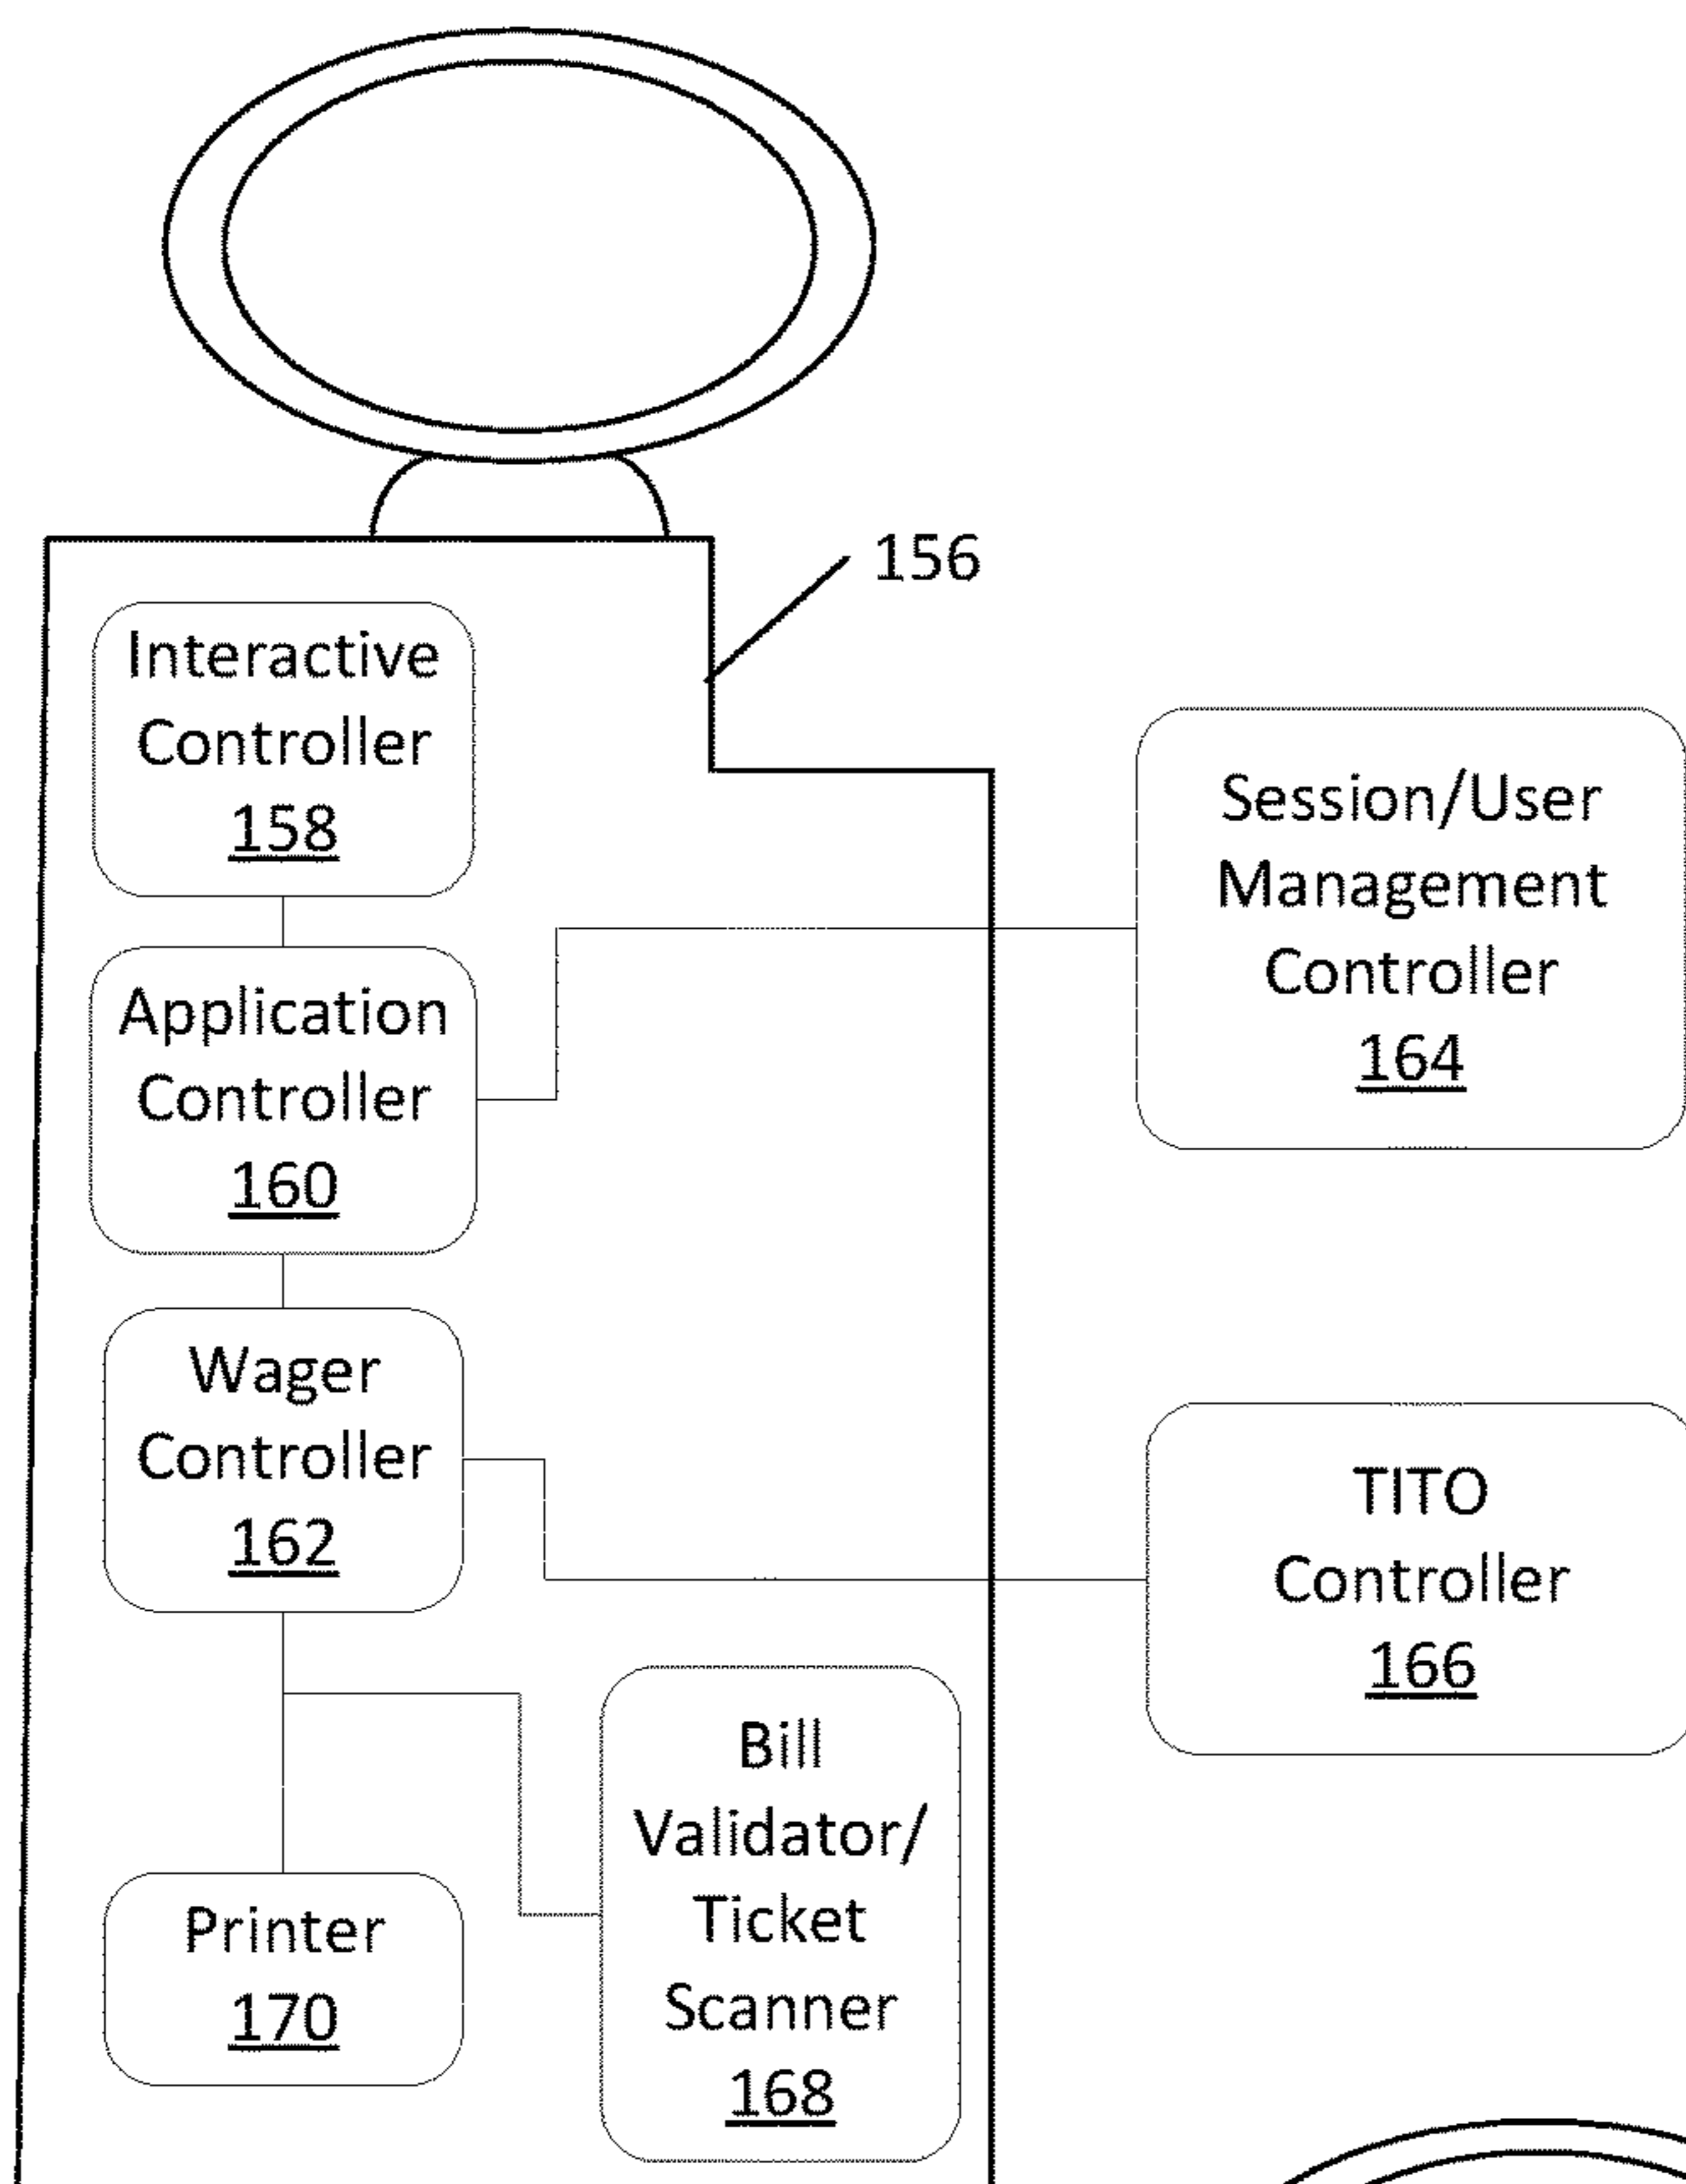 156
Interactive
Controller
158
Application
Controller
160
Wager
Controller
162
Printer
170
Bill
Validator/
Ticket
Scanner
168
Session/User
Management
Controller
164
TITO
Controller
166